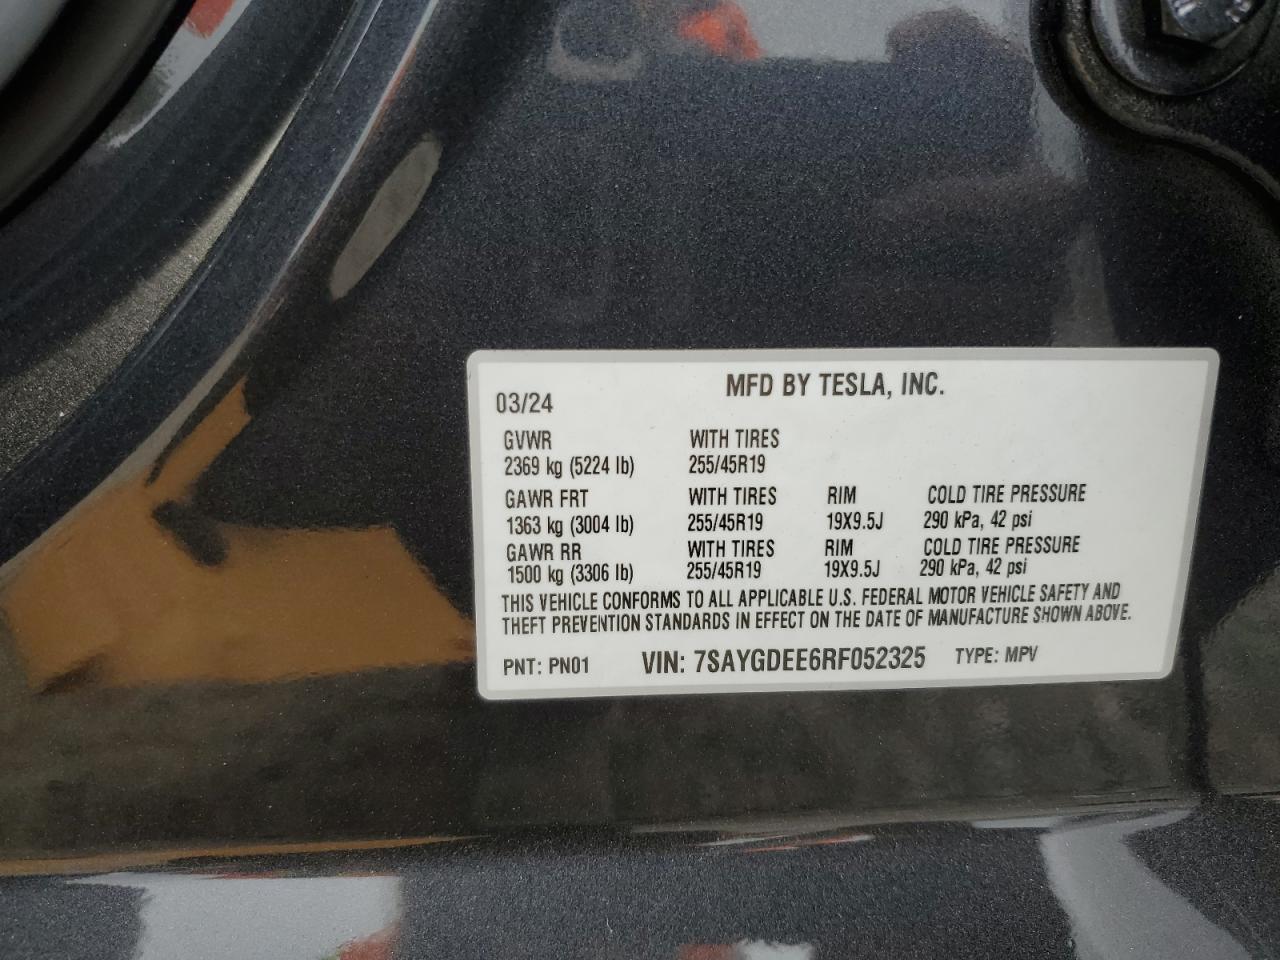 MFD BY TESLA, INC.
03/24
GVWR WITH TIRES
2369 kg (5224 lb) 255/45R19
GAWR FRT WITH TIRES RIM COLD TIRE PRESSURE
1363 kg (3004 lb) 255/45R19 19X9.5J 290 kPa, 42 psi
GAWR RR WITH TIRES RIM COLD TIRE PRESSURE
1500 kg (3306 lb) 255/45R19 19X9.5J 290 kPa, 42 psi
THIS VEHICLE CONFORMS TO ALL APPLICABLE U.S. FEDERAL MOTOR VEHICLE SAFETY AND
THEFT PREVENTION STANDARDS IN EFFECT ON THE DATE OF MANUFACTURE SHOWN ABOVE.
PNT: PN01 VIN: 7SAYGDEE6RF052325 TYPE: MPV